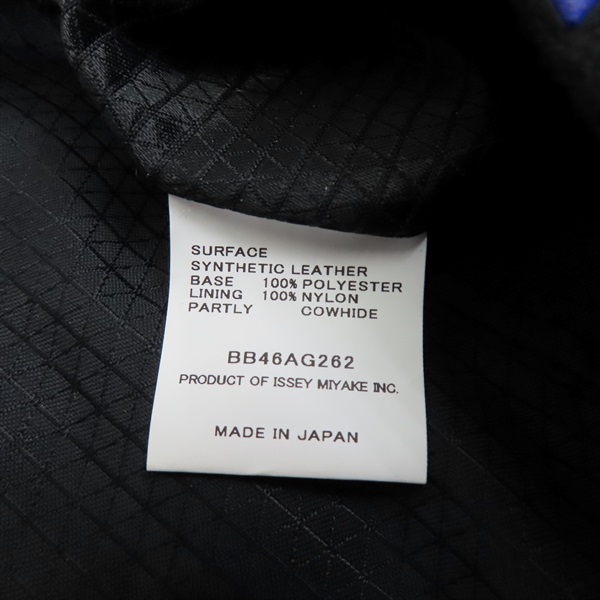 SURFACE
SYNTHETIC LEATHER
BASE 100% POLYESTER
LINING 100% NYLON
PARTLY COWHIDE
BB46AG262
PRODUCT OF ISSEY MIYAKE INC.
MADE IN JAPAN